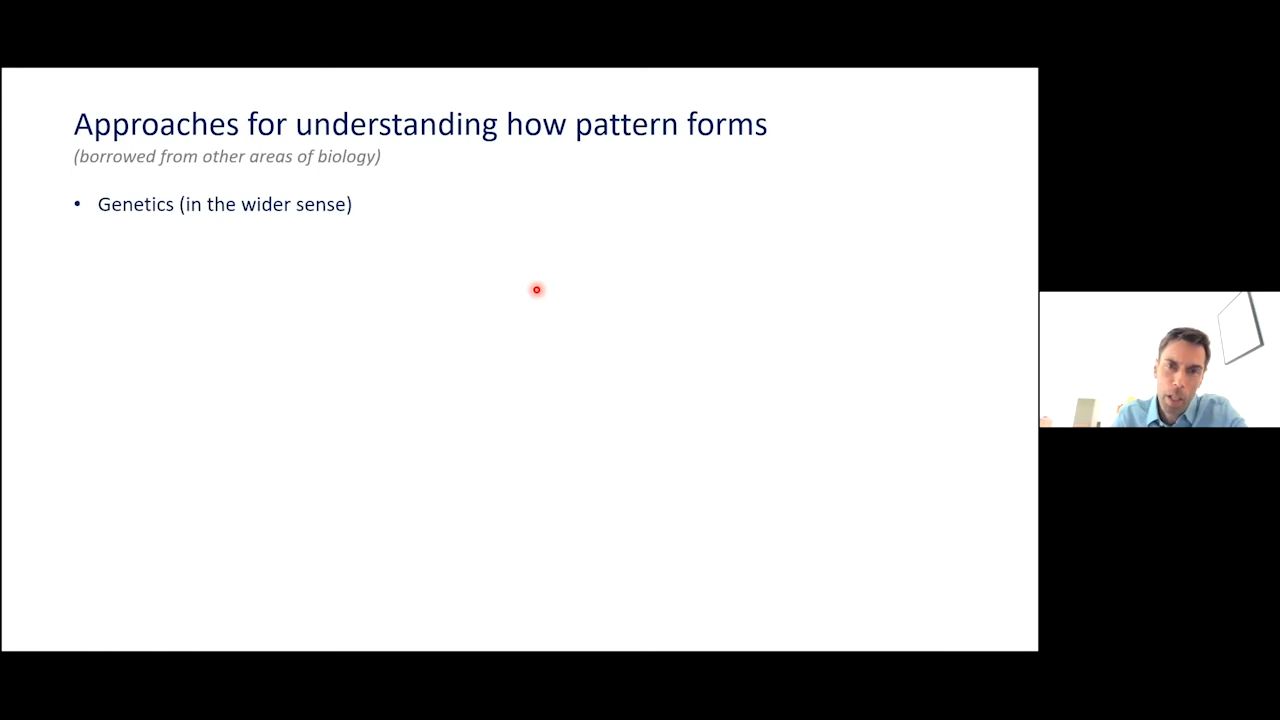 Approaches for understanding how pattern forms
(borrowed from other areas of biology)
• Genetics (in the wider sense)